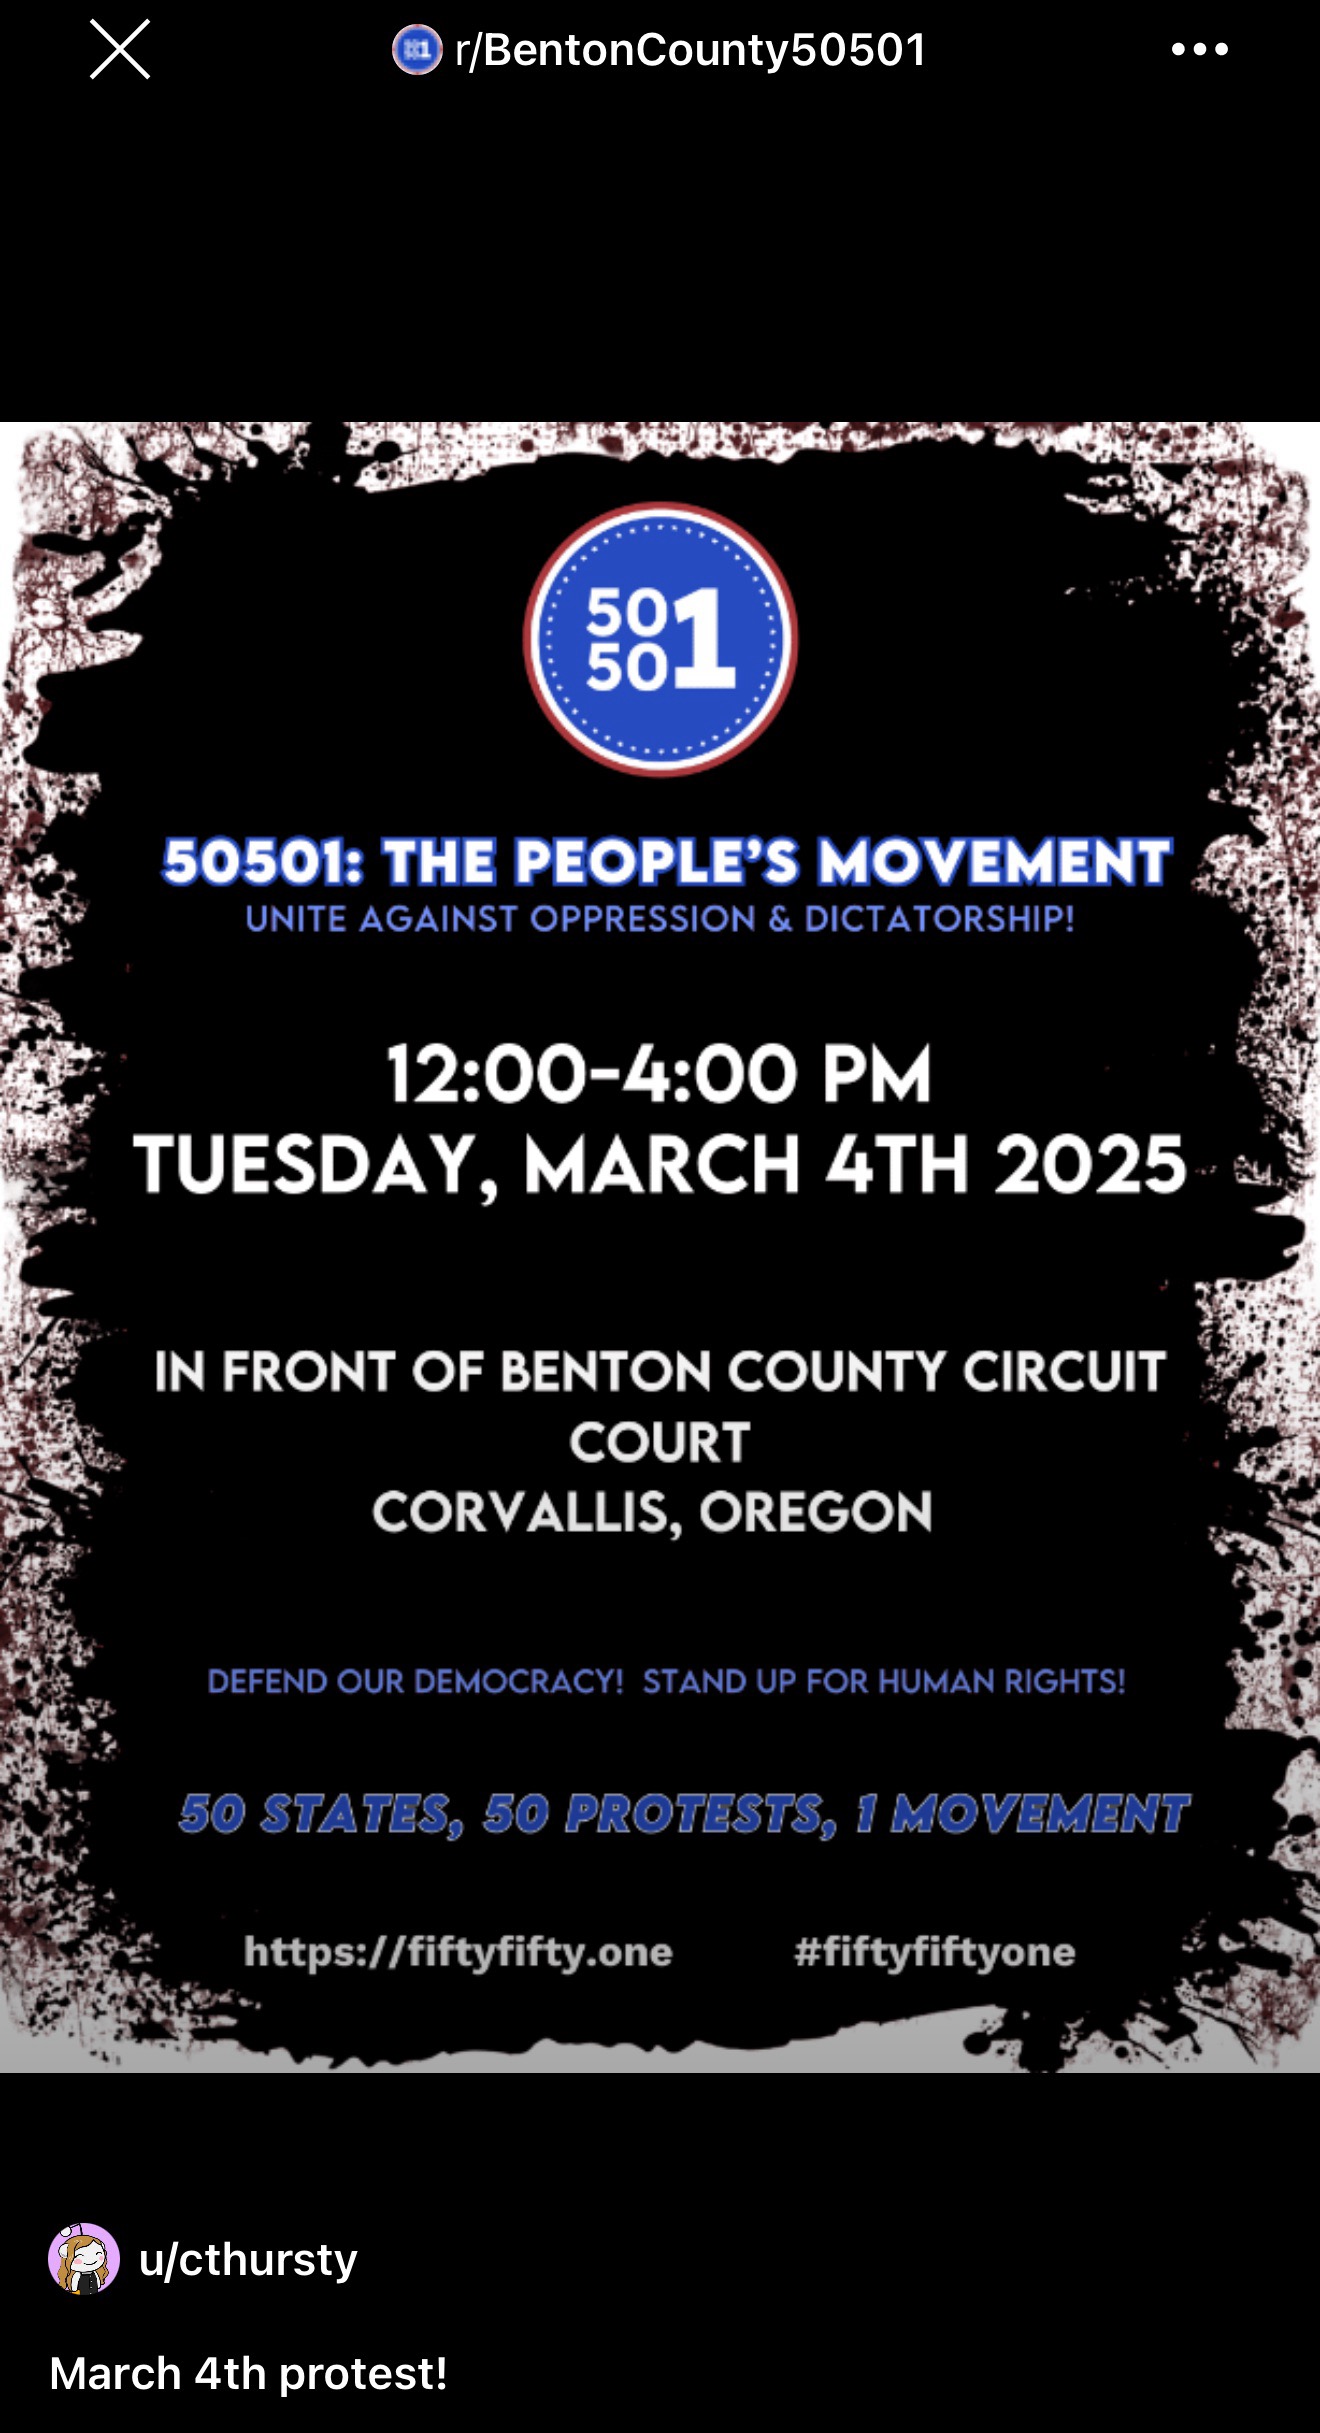 r/BentonCounty50501
50
50
1
50501: THE PEOPLE'S MOVEMENT
UNITE AGAINST OPPRESSION & DICTATORSHIP!
12:00-4:00 PM
TUESDAY, MARCH 4TH 2025
IN FRONT OF BENTON COUNTY CIRCUIT
COURT
CORVALLIS, OREGON
DEFEND OUR DEMOCRACY! STAND UP FOR HUMAN RIGHTS!
50 STATES, 50 PROTESTS, 1 MOVEMENT
https://fiftyfifty.one #fiftyfiftyone
u/cthursty
March 4th protest!